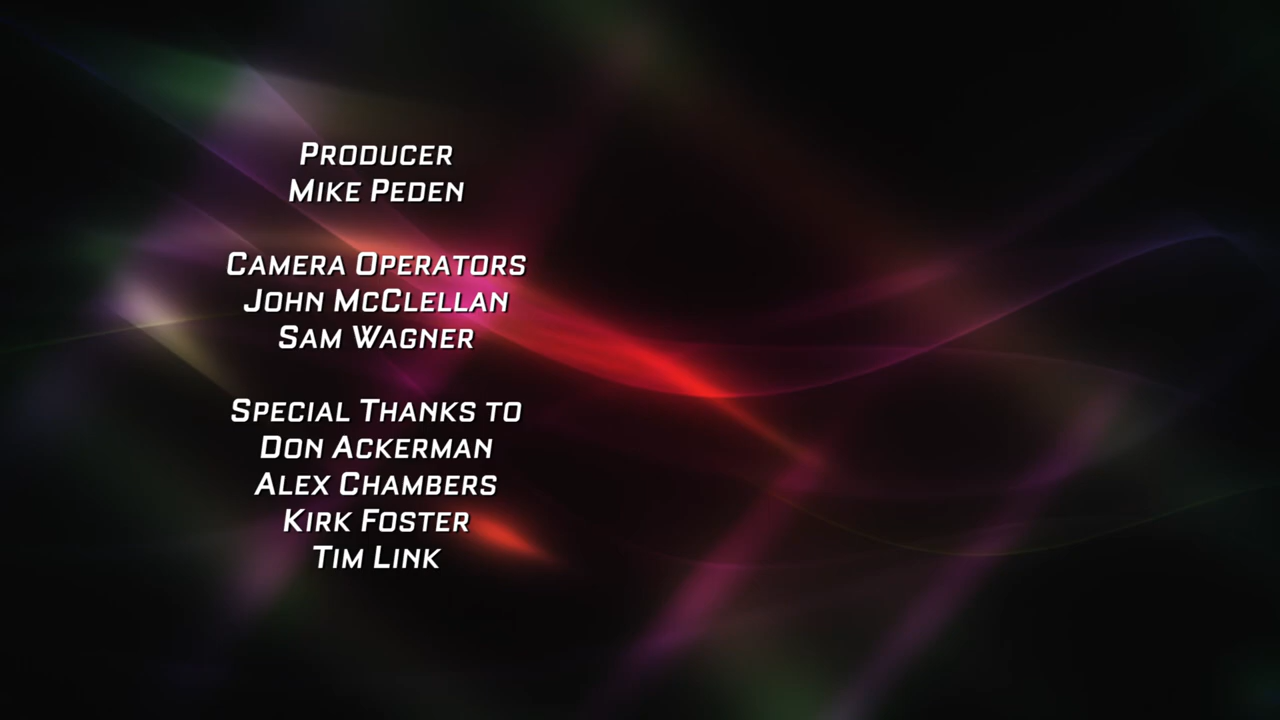 Producer
Mike Peden
Camera Operators
John McClellan
Sam Wagner
Special Thanks to
Don Ackerman
Alex Chambers
Kirk Foster
Tim Link